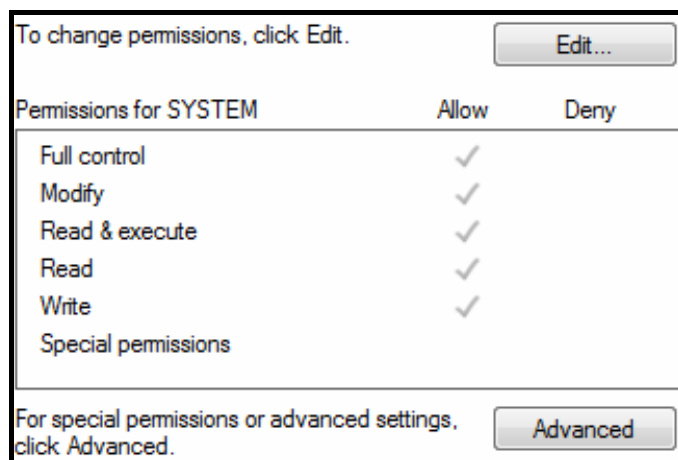 To change permissions, click Edit.
Edit...
Permissions for SYSTEM Allow Deny
Full control
Modify
Read & execute
Read
Write
Special permissions
For special permissions or advanced settings,
click Advanced.
Advanced